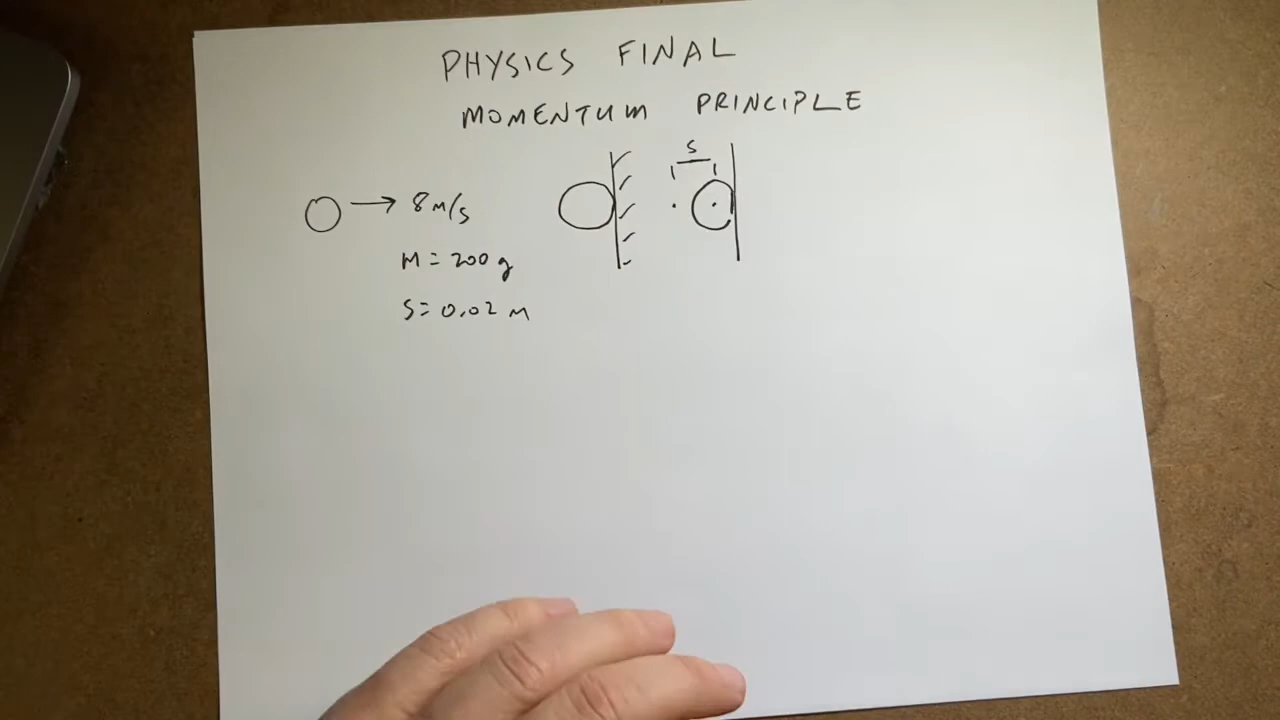 PHYSICS FINAL
MOMENTUM PRINCIPLE
S
8 M/S
M = 200 g
S = 0.02 M